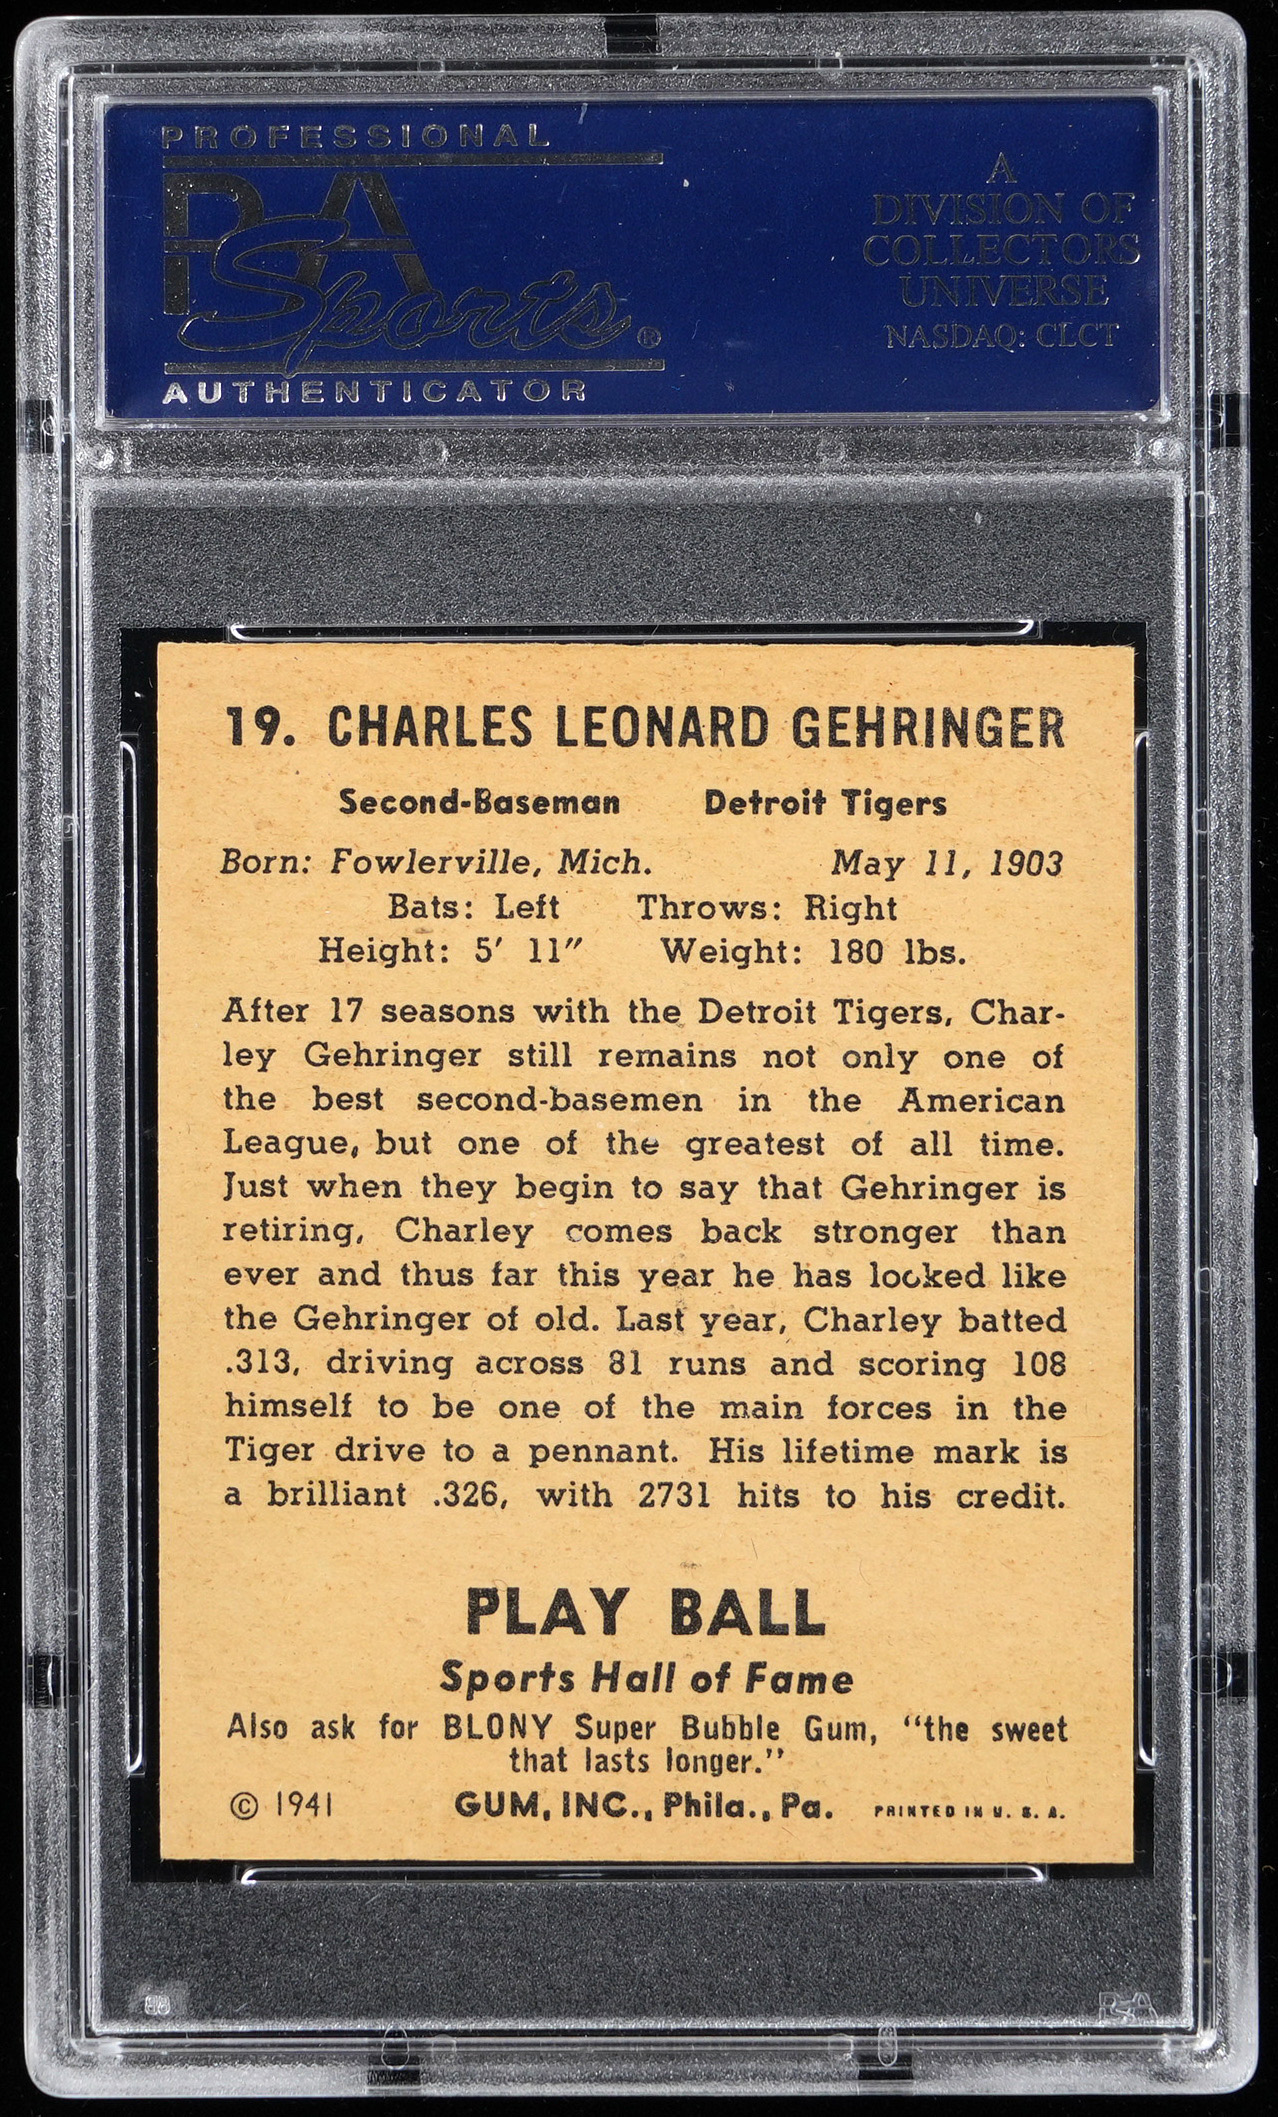 PROFESSIONAL
PSA
Sports®
AUTHENTICATOR
A
DIVISION OF
COLLECTORS
UNIVERSE
NASDAQ: CLCT
19. CHARLES LEONARD GEHRINGER
Second-Baseman Detroit Tigers
Born: Fowlerville, Mich. May 11, 1903
Bats: Left Throws: Right
Height: 5' 11" Weight: 180 lbs.
After 17 seasons with the Detroit Tigers, Char-
ley Gehringer still remains not only one of
the best second-basemen in the American
League, but one of the greatest of all time.
Just when they begin to say that Gehringer is
retiring, Charley comes back stronger than
ever and thus far this year he has looked like
the Gehringer of old. Last year, Charley batted
.313, driving across 81 runs and scoring 108
himself to be one of the main forces in the
Tiger drive to a pennant. His lifetime mark is
a brilliant .326, with 2731 hits to his credit.
PLAY BALL
Sports Hall of Fame
Also ask for BLONY Super Bubble Gum, "the sweet
that lasts longer."
© 1941 GUM, INC., Phila., Pa. PRINTED IN U. S. A.
PSA